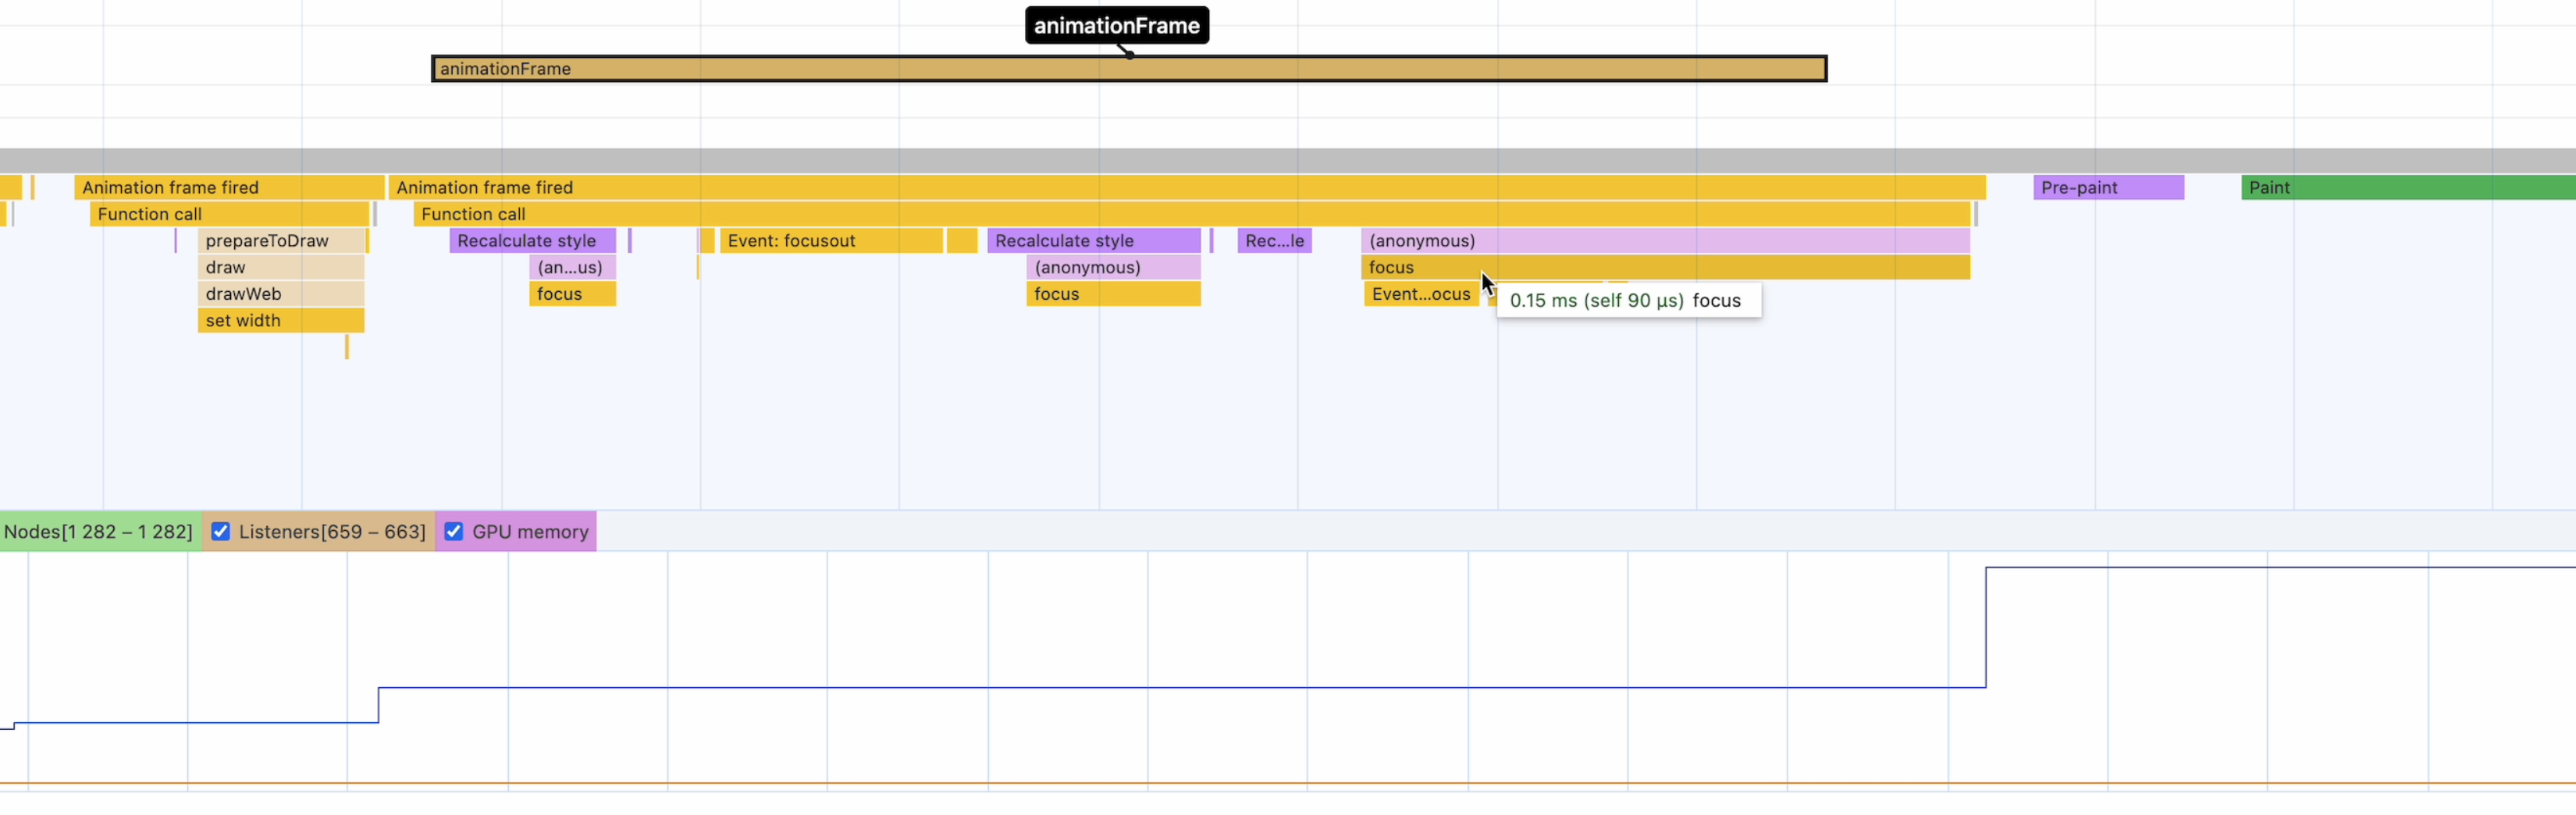 animationFrame
animationFrame
Animation frame fired Animation frame fired Pre-paint Paint
Function call Function call
prepareToDraw Recalculate style Event: focusout Recalculate style Rec...le (anonymous)
draw (an...us) (anonymous) focus
drawWeb focus focus Event...ocus
0.15 ms (self 90 µs) focus
set width
Nodes[1 282 – 1 282] Listeners[659 – 663] GPU memory